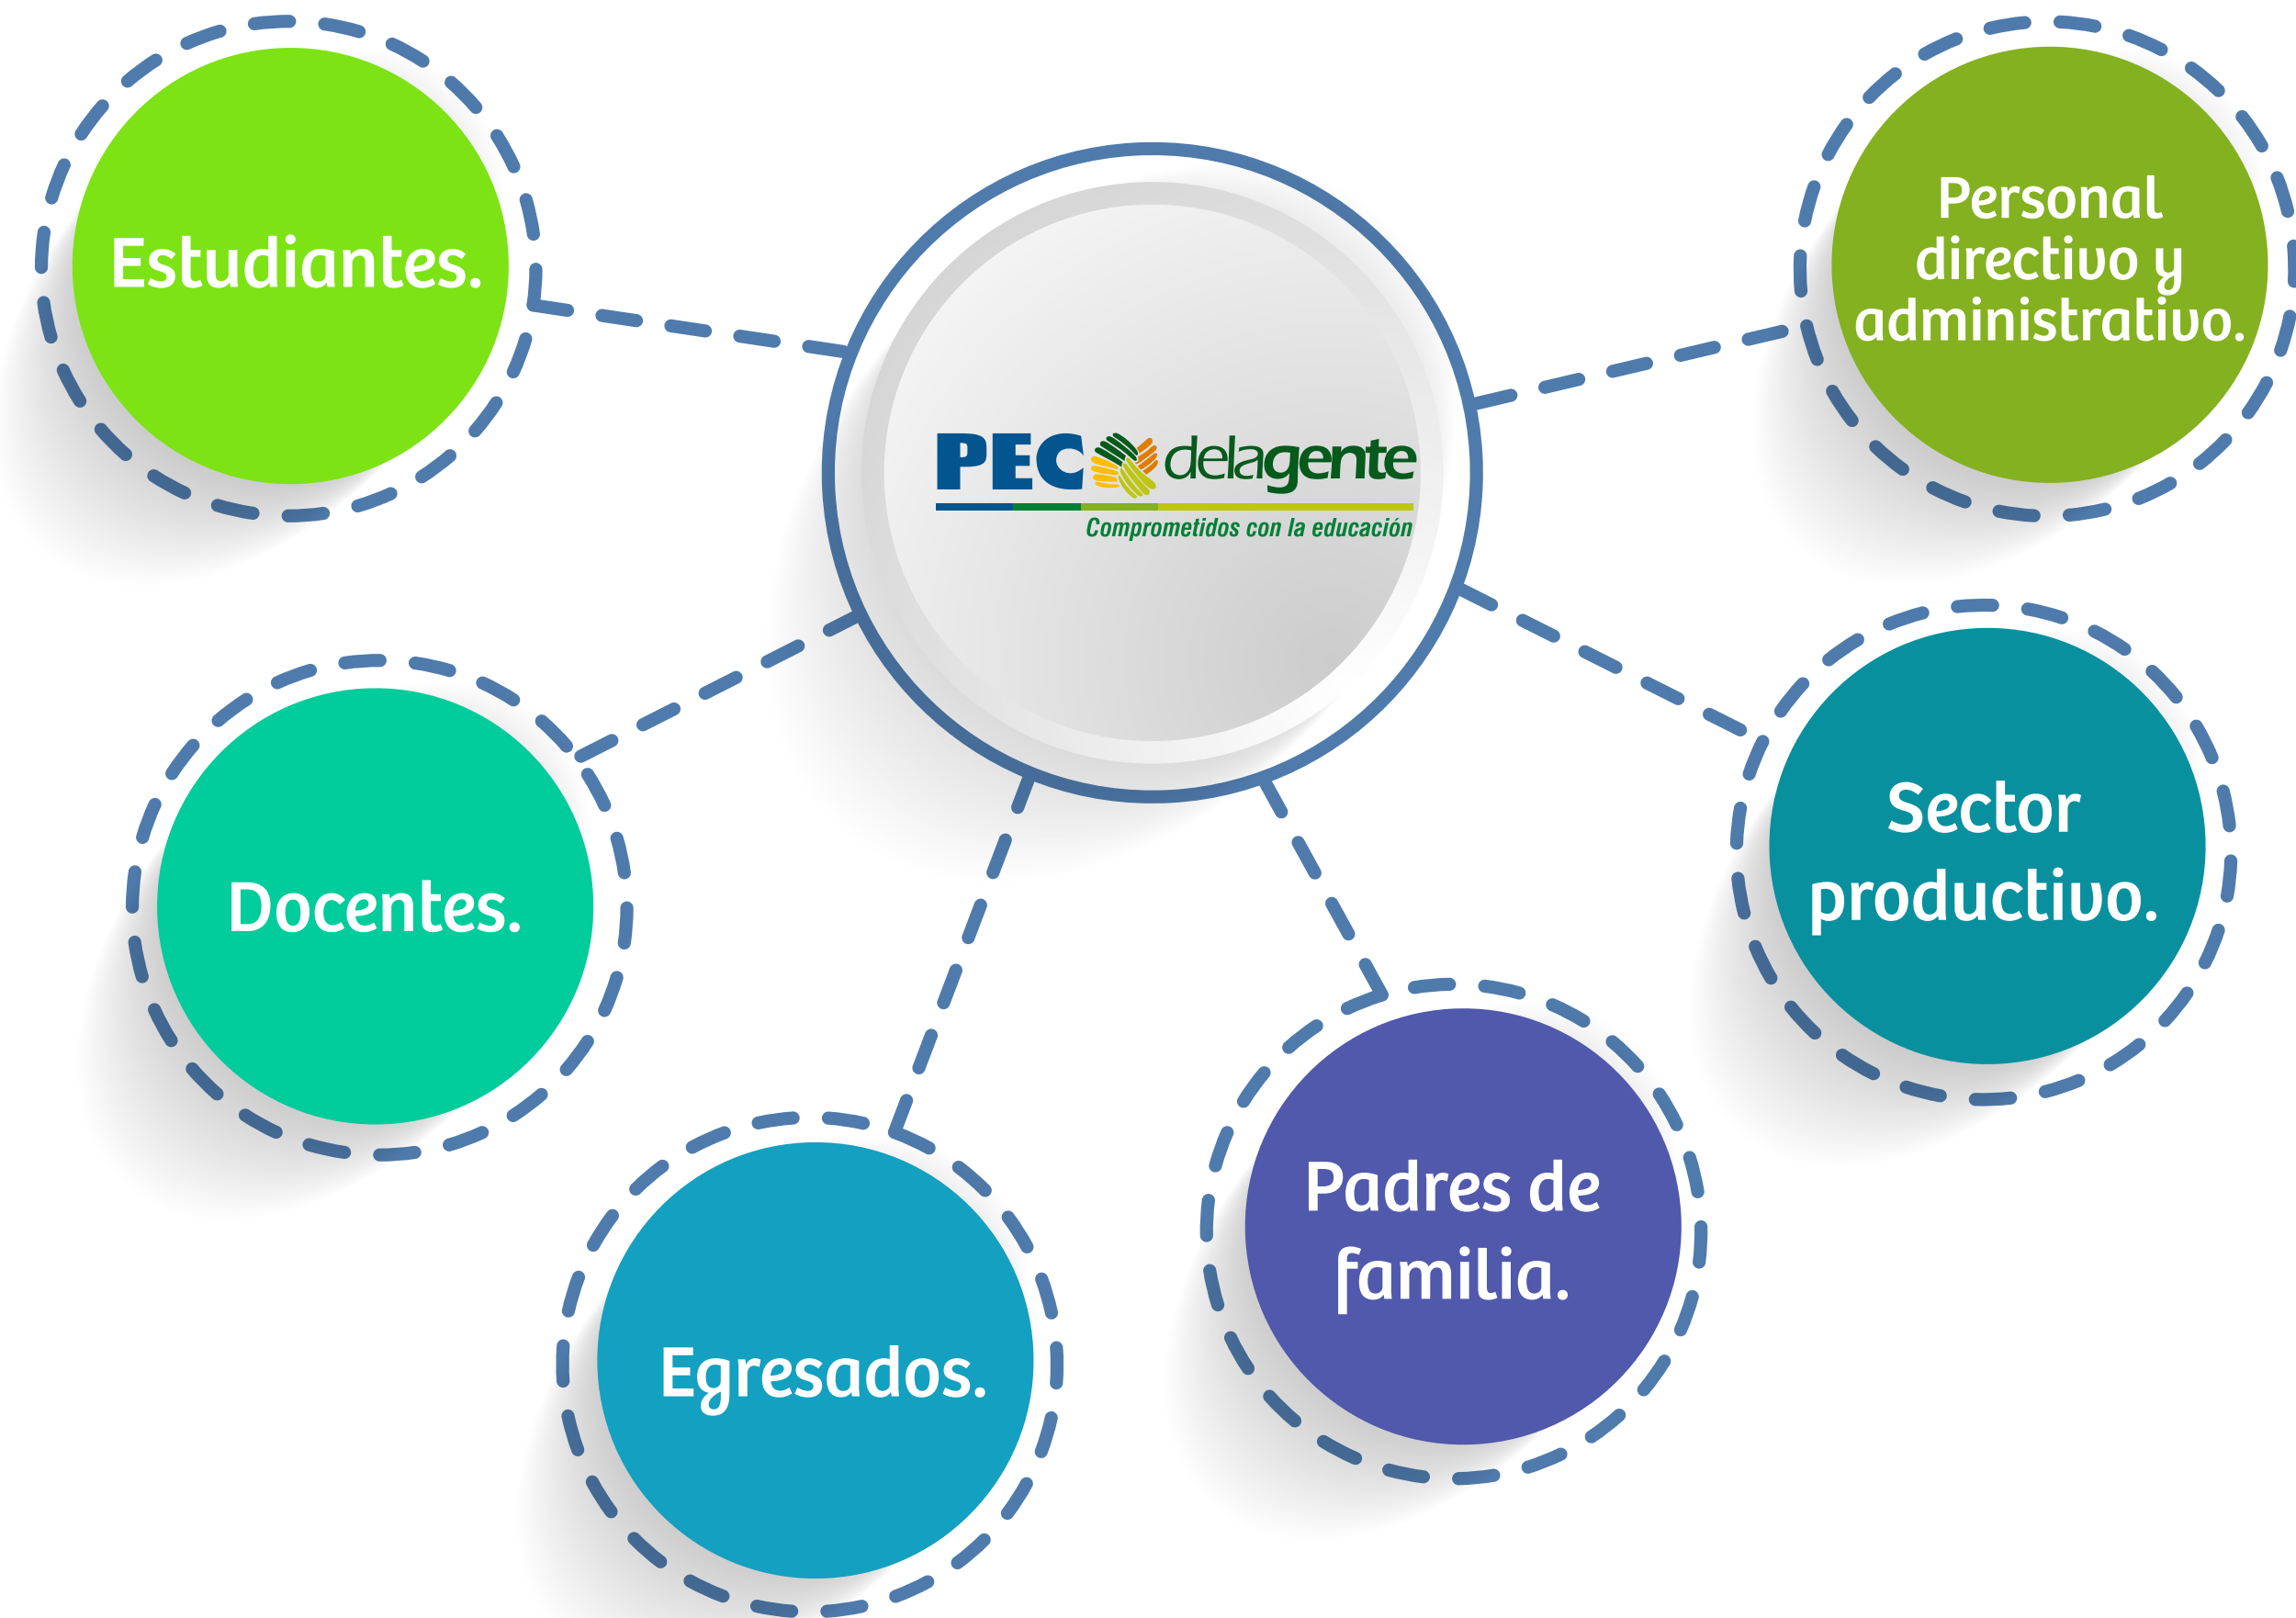 Estudiantes.
Personal
directivo y
administrativo.
PEC delagente
Comprometidos con la educación
Docentes.
Sector
productivo.
Egresados.
Padres de
familia.